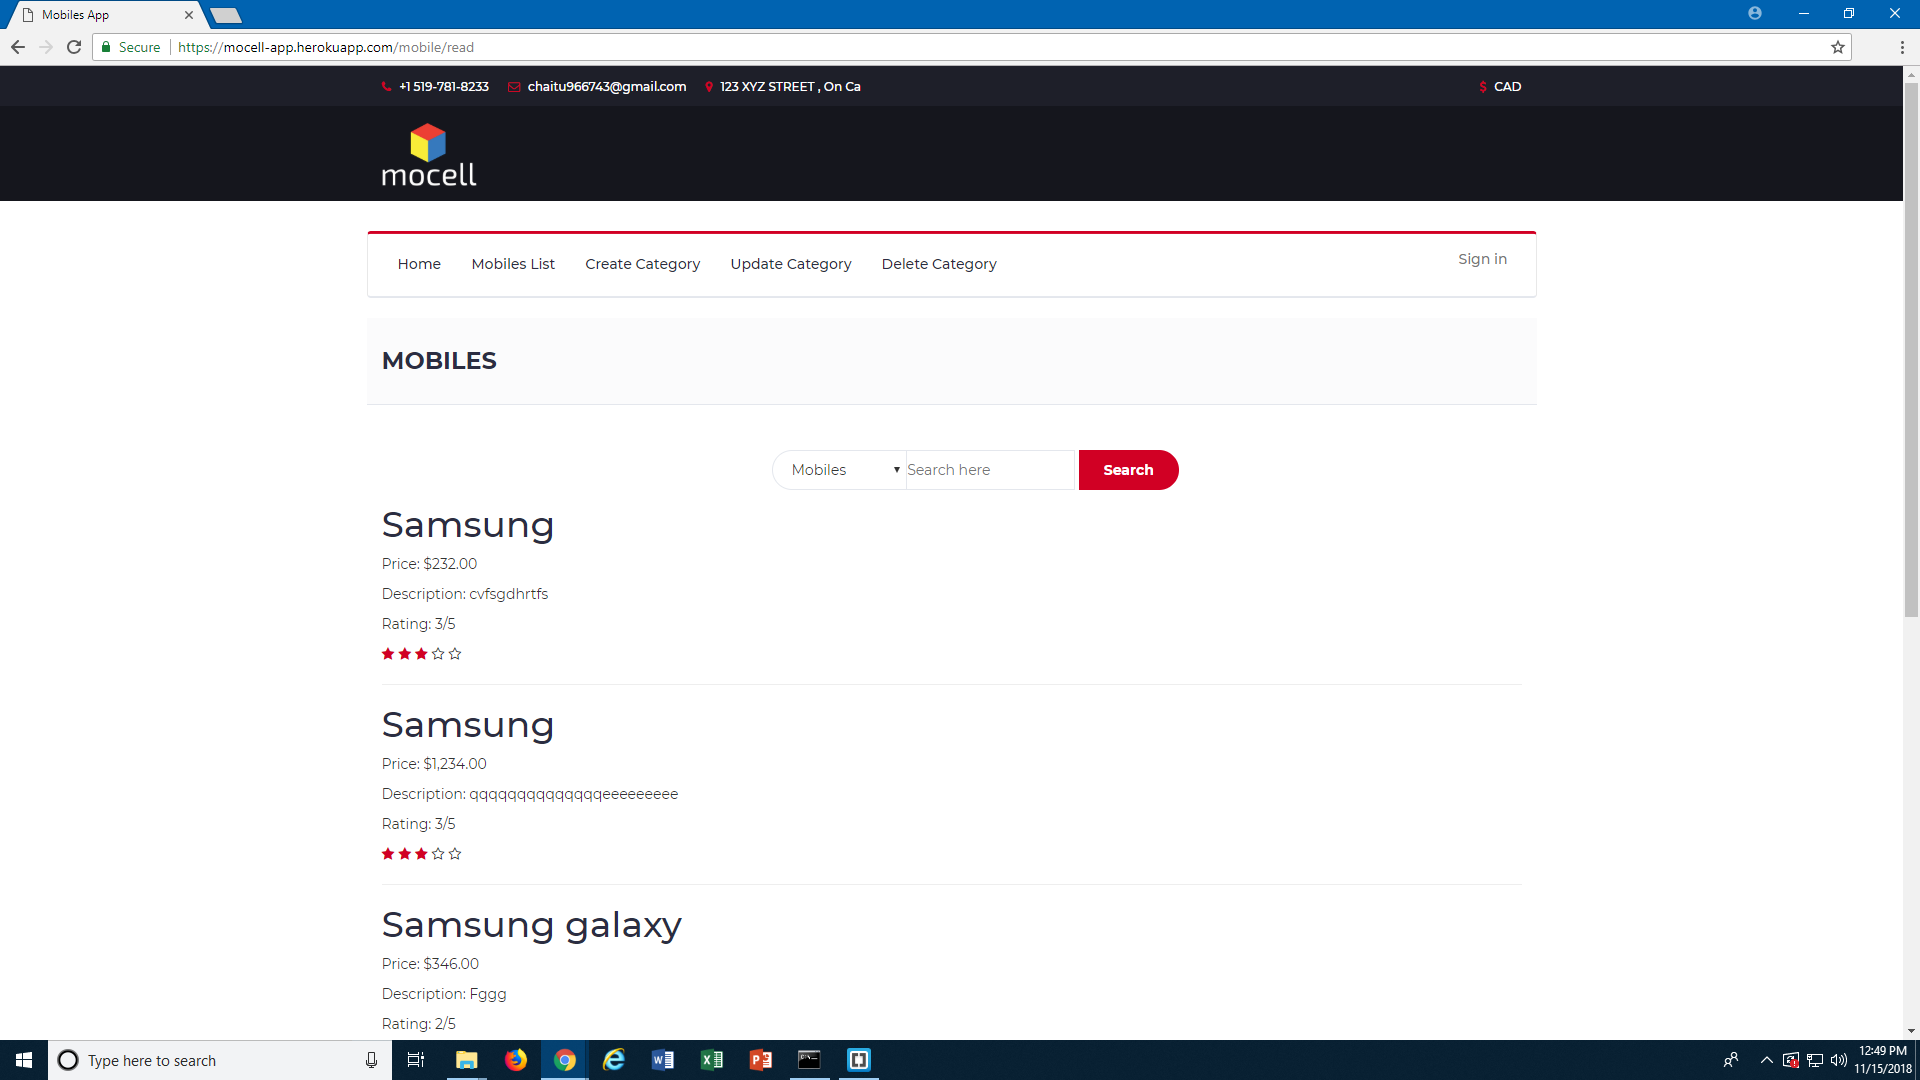 Mobiles App
Secure
https://mocell-app.herokuapp.com/mobile/read
+1 519-781-8233 chaitu966743@gmail.com 123 XYZ STREET , On Ca $ CAD
mocell
Home Mobiles List Create Category Update Category Delete Category Sign in
MOBILES
Mobiles Search here Search
Samsung
Price: $232.00
Description: cvfsgdhrtfs
Rating: 3/5
Samsung
Price: $1,234.00
Description: qqqqqqqqqqqqqqeeeeeeeee
Rating: 3/5
Samsung galaxy
Price: $346.00
Description: Fggg
Rating: 2/5
Type here to search
12:49 PM
11/15/2018